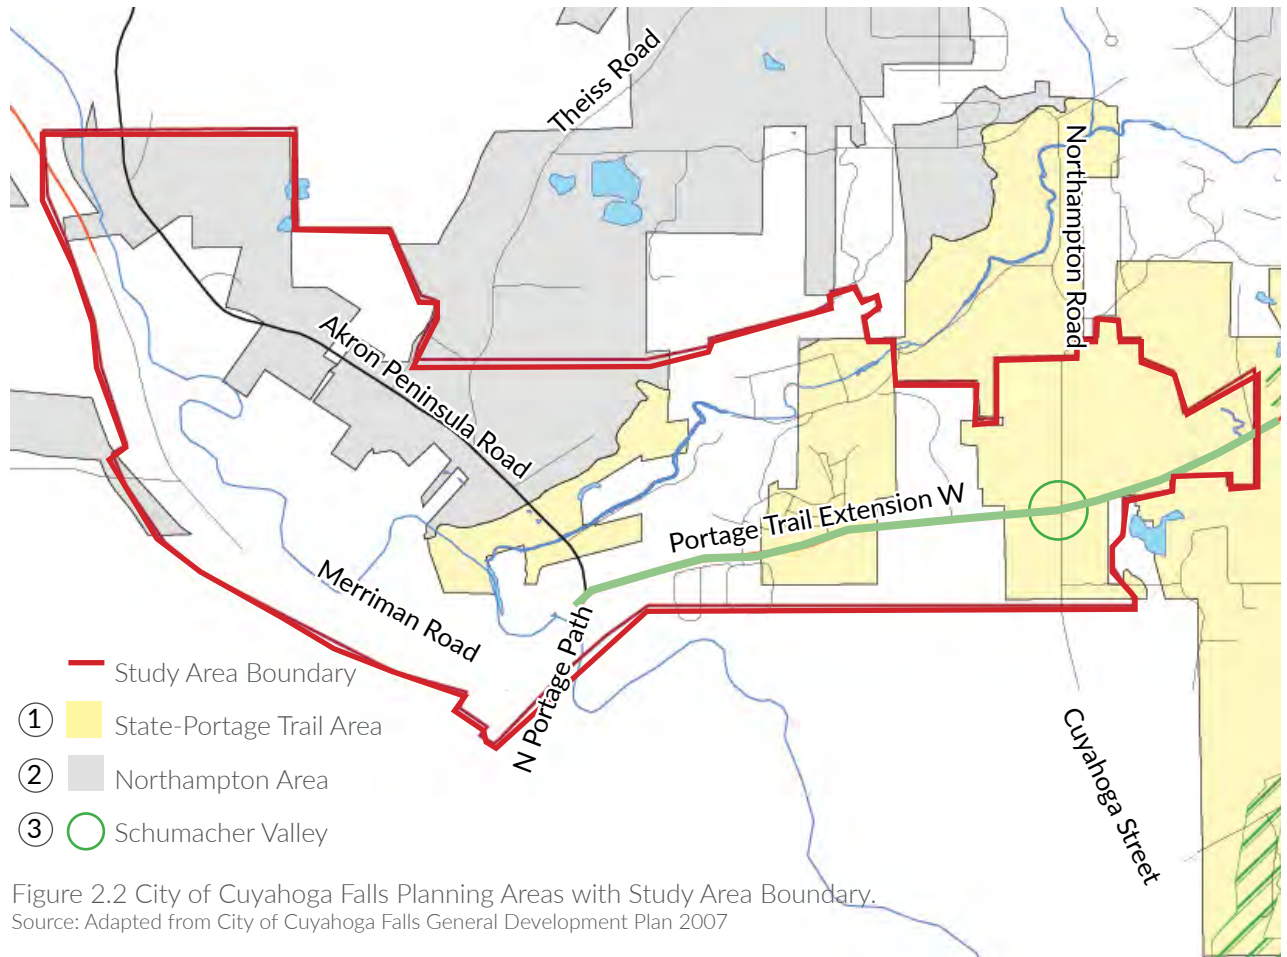 Theiss Road
Northampton Road
Akron Peninsula Road
Portage Trail Extension W
Merriman Road
N Portage Path
Cuyahoga Street
Study Area Boundary
1 State-Portage Trail Area
2 Northampton Area
3 Schumacher Valley
Figure 2.2 City of Cuyahoga Falls Planning Areas with Study Area Boundary.
Source: Adapted from City of Cuyahoga Falls General Development Plan 2007